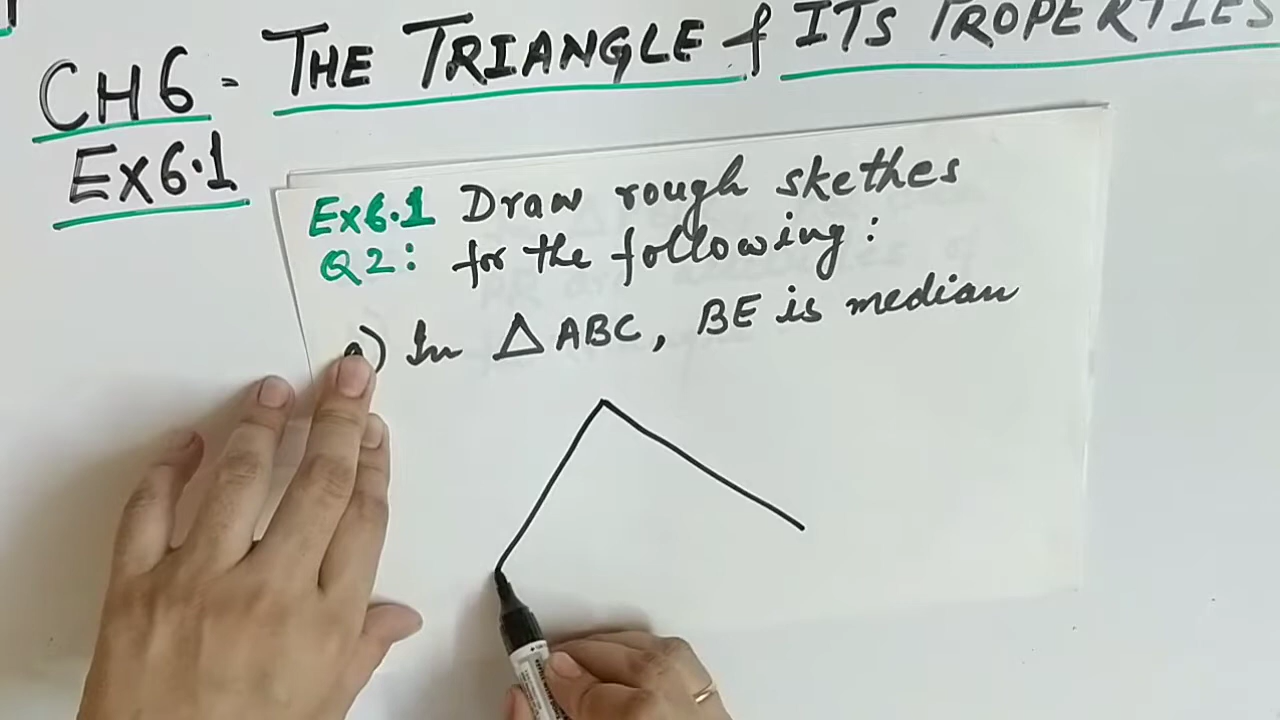 CH6 - THE TRIANGLE & ITS PROPERTIES
Ex6.1
Ex6.1 Draw rough skethes
Q2: for the following:
a) In △ABC, BE is median